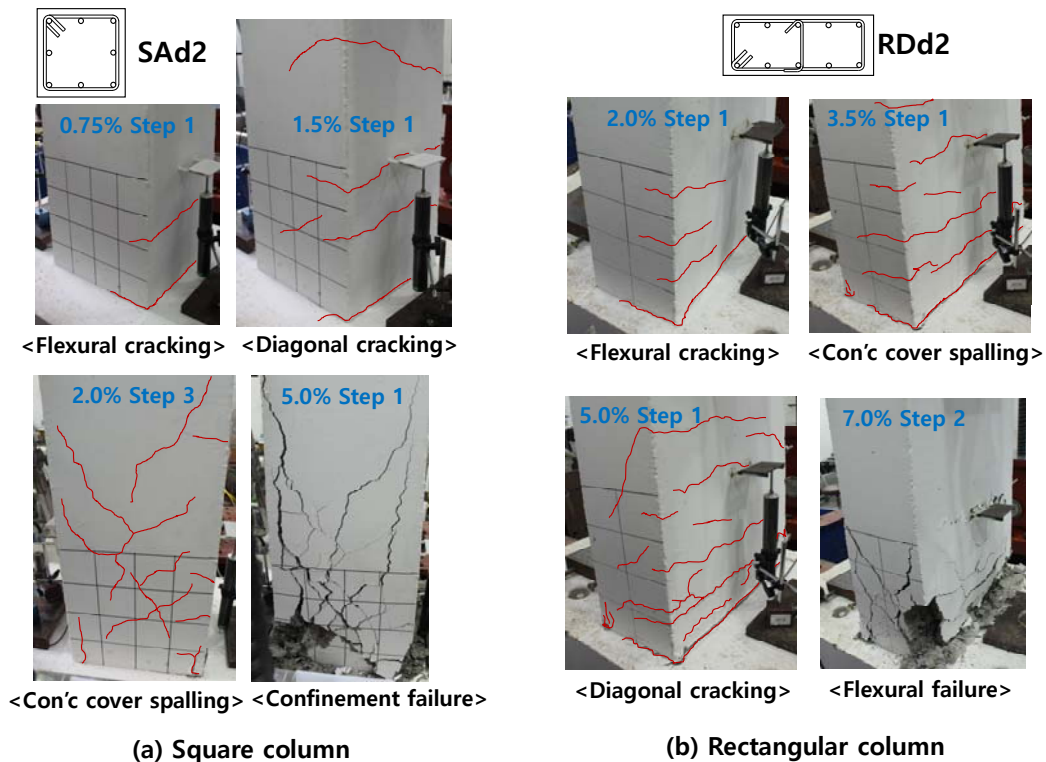 SAd2
0.75% Step 1
1.5% Step 1
<Flexural cracking>
<Diagonal cracking>
2.0% Step 3
5.0% Step 1
<Con'c cover spalling>
<Confinement failure>
(a) Square column
RDd2
2.0% Step 1
3.5% Step 1
<Flexural cracking>
<Con'c cover spalling>
5.0% Step 1
7.0% Step 2
<Diagonal cracking>
<Flexural failure>
(b) Rectangular column